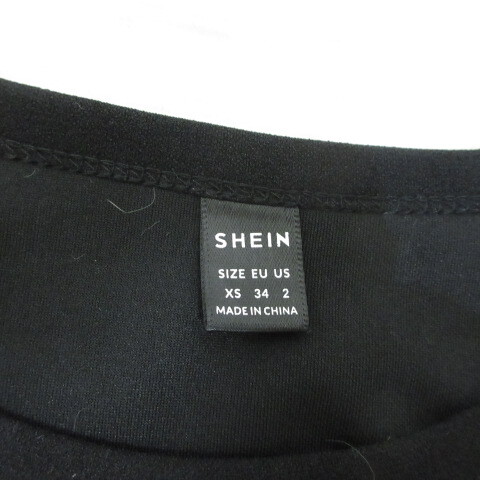 SHEIN
SIZE EU US
XS 34 2
MADE IN CHINA